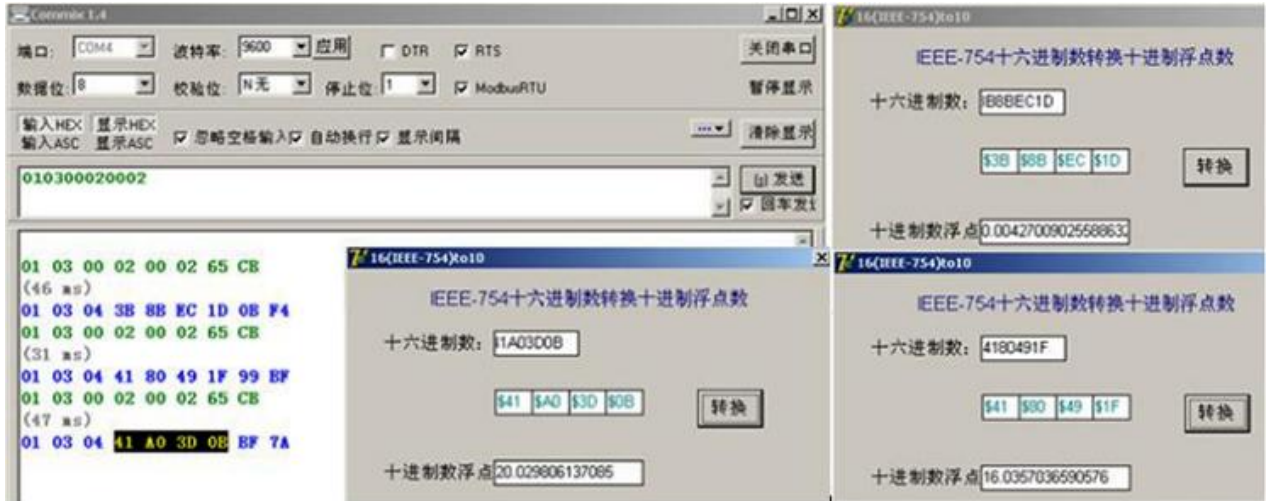 Commix 1.4
端口: COM4 波特率: 9600 应用 DTR RTS 关闭串口
数据位: 8 校验位: N无 停止位: 1 ModbusRTU 暂停显示
输入HEX 显示HEX
输入ASC 显示ASC
忽略空格输入 自动换行 显示间隔 清除显示
010300020002
发送
回车发
01 03 00 02 00 02 65 CB
(46 ms)
01 03 04 3B 8B EC 1D 0B F4
01 03 00 02 00 02 65 CB
(31 ms)
01 03 04 41 80 49 1F 99 BF
01 03 00 02 00 02 65 CB
(47 ms)
01 03 04 41 A0 3D 0B BF 7A
16(IEEE-754)to10
IEEE-754十六进制数转换十进制浮点数
十六进制数:
$3B $8B $EC $1D 转换
十进制数浮点 0.0042700902558863
16(IEEE-754)to10
IEEE-754十六进制数转换十进制浮点数
十六进制数: 1A03D0B
$41 $A0 $3D $0B 转换
十进制数浮点 20.029806137085
16(IEEE-754)to10
IEEE-754十六进制数转换十进制浮点数
十六进制数: 4180491F
$41 $80 $49 $1F 转换
十进制数浮点 16.0357036590576